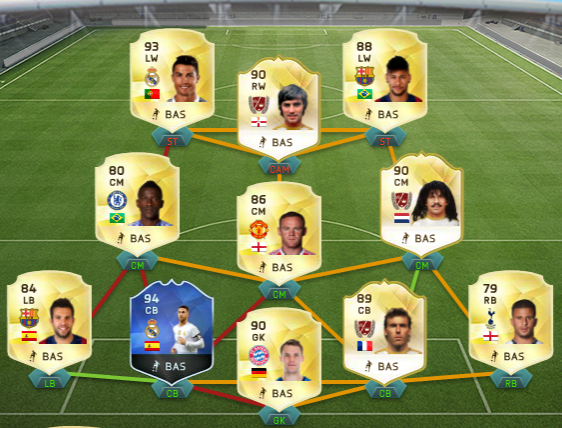 93
LW
BAS
ST
90
RW
BAS
CAM
88
LW
BAS
ST
80
CM
BAS
CM
86
CM
BAS
CM
90
CM
BAS
CM
84
LB
BAS
LB
94
CB
BAS
CB
90
GK
BAS
GK
89
CB
BAS
CB
79
RB
BAS
RB